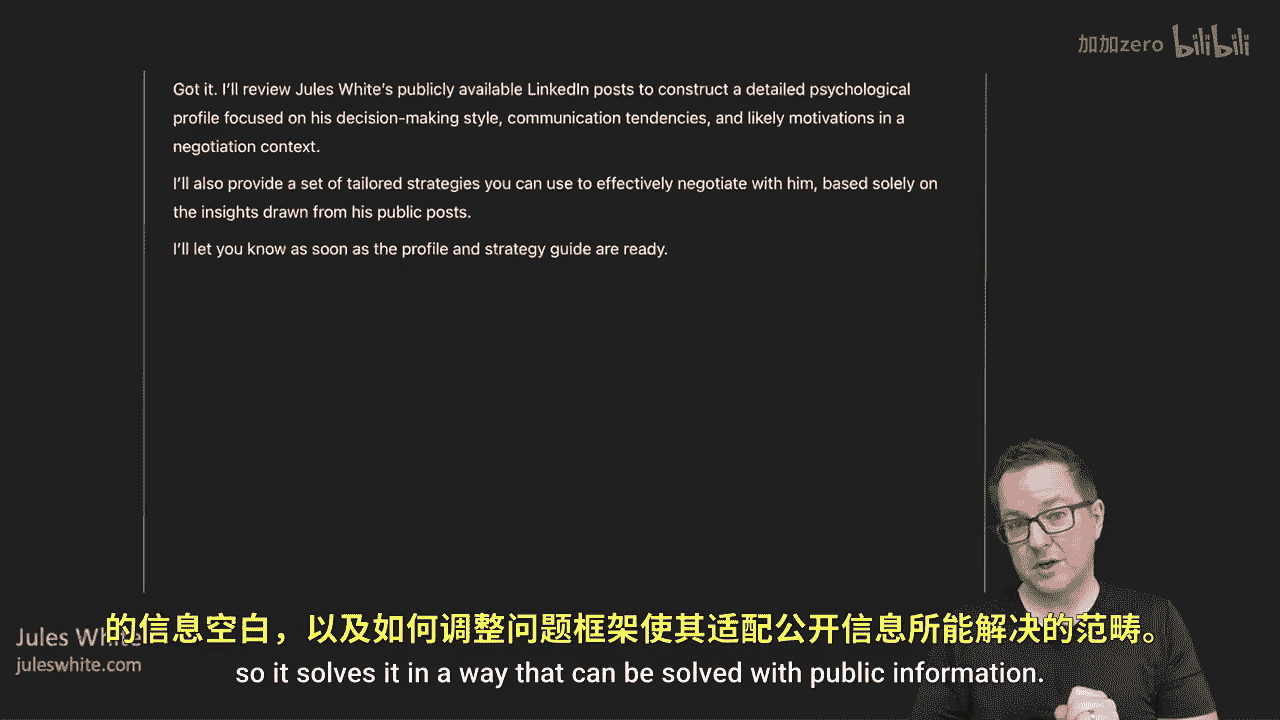 加加zero bilibili
Got it. I'll review Jules White's publicly available LinkedIn posts to construct a detailed psychological
profile focused on his decision-making style, communication tendencies, and likely motivations in a
negotiation context.
I'll also provide a set of tailored strategies you can use to effectively negotiate with him, based solely on
the insights drawn from his public posts.
I'll let you know as soon as the profile and strategy guide are ready.
的信息空白，以及如何调整问题框架使其适配公开信息所能解决的范畴。
Jules White
juleswhite.com
so it solves it in a way that can be solved with public information.